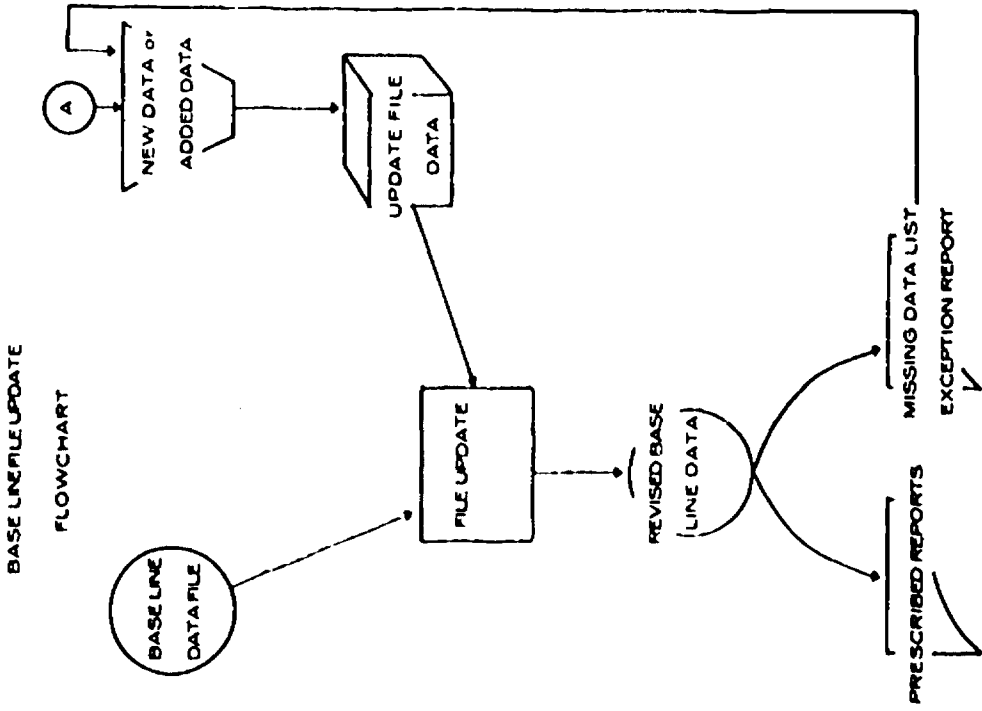 BASE LINE FILE UPDATE
FLOWCHART
BASE LINE
DATA FILE
A
NEW DATA or
ADDED DATA
UPDATE FILE
DATA
FILE UPDATE
REVISED BASE
LINE DATA
PRESCRIBED REPORTS
MISSING DATA LIST
EXCEPTION REPORT